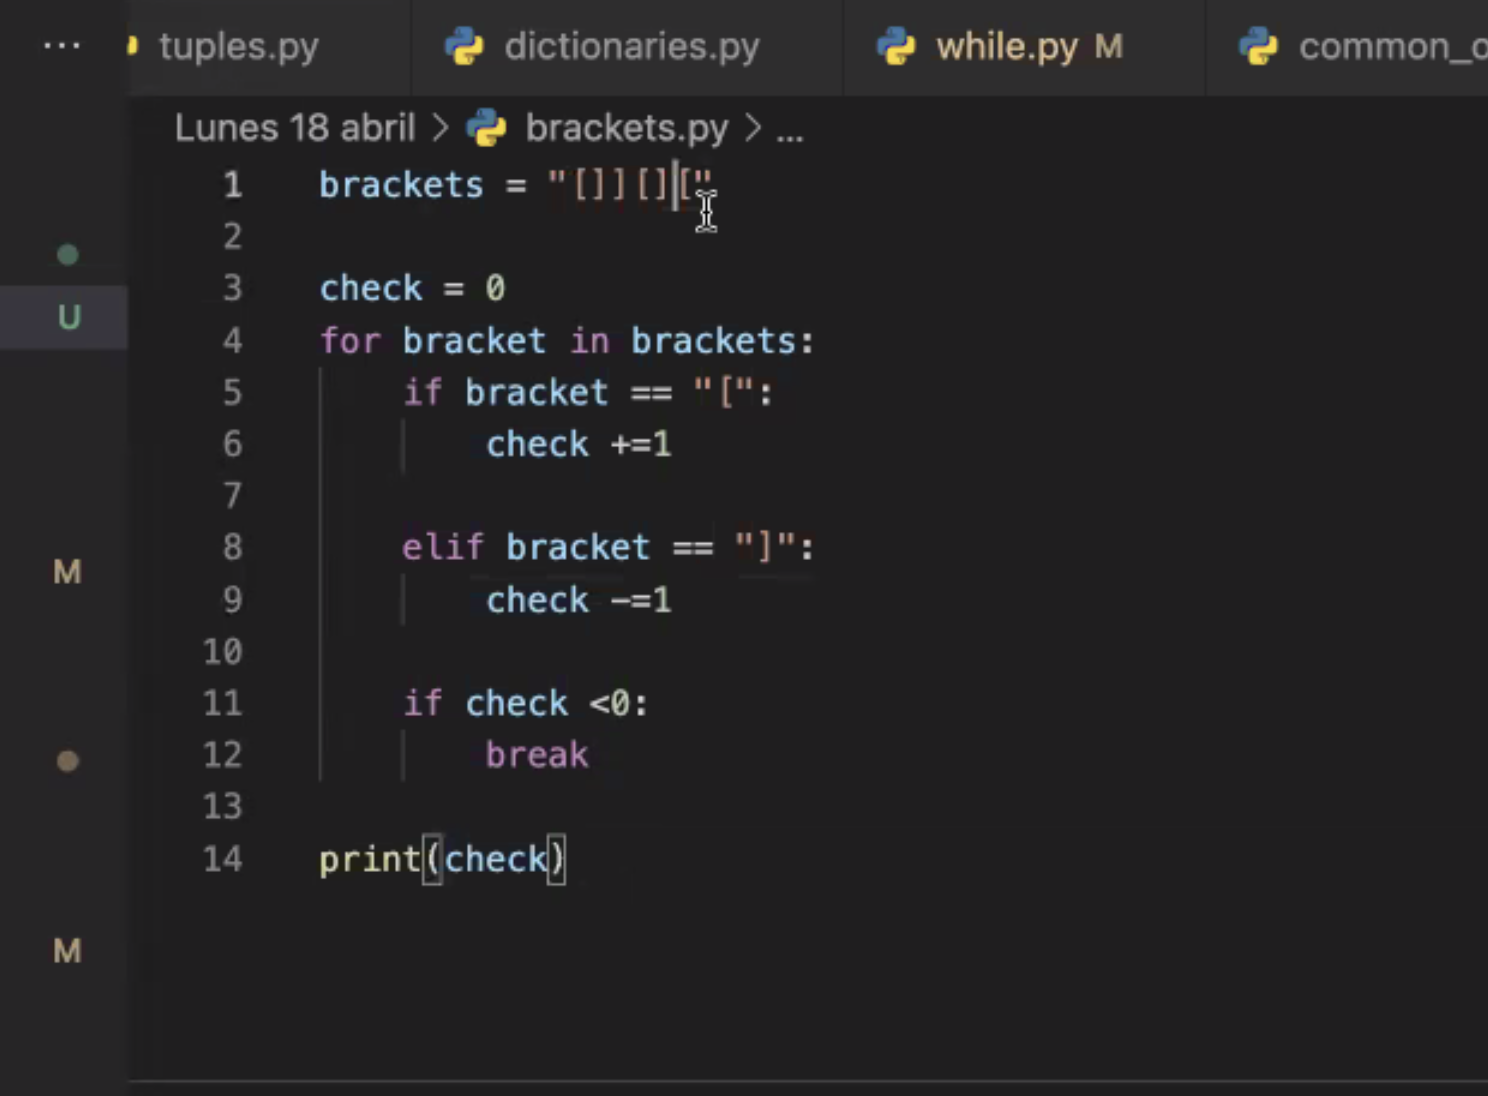 ... tuples.py dictionaries.py while.py M common_o
Lunes 18 abril > brackets.py > ...
1 brackets = "[]][]["
2
3 check = 0
U
4 for bracket in brackets:
5 if bracket == "[":
6 check +=1
7
8 elif bracket == "]":
M
9 check -=1
10
11 if check <0:
12 break
13
14 print(check)
M